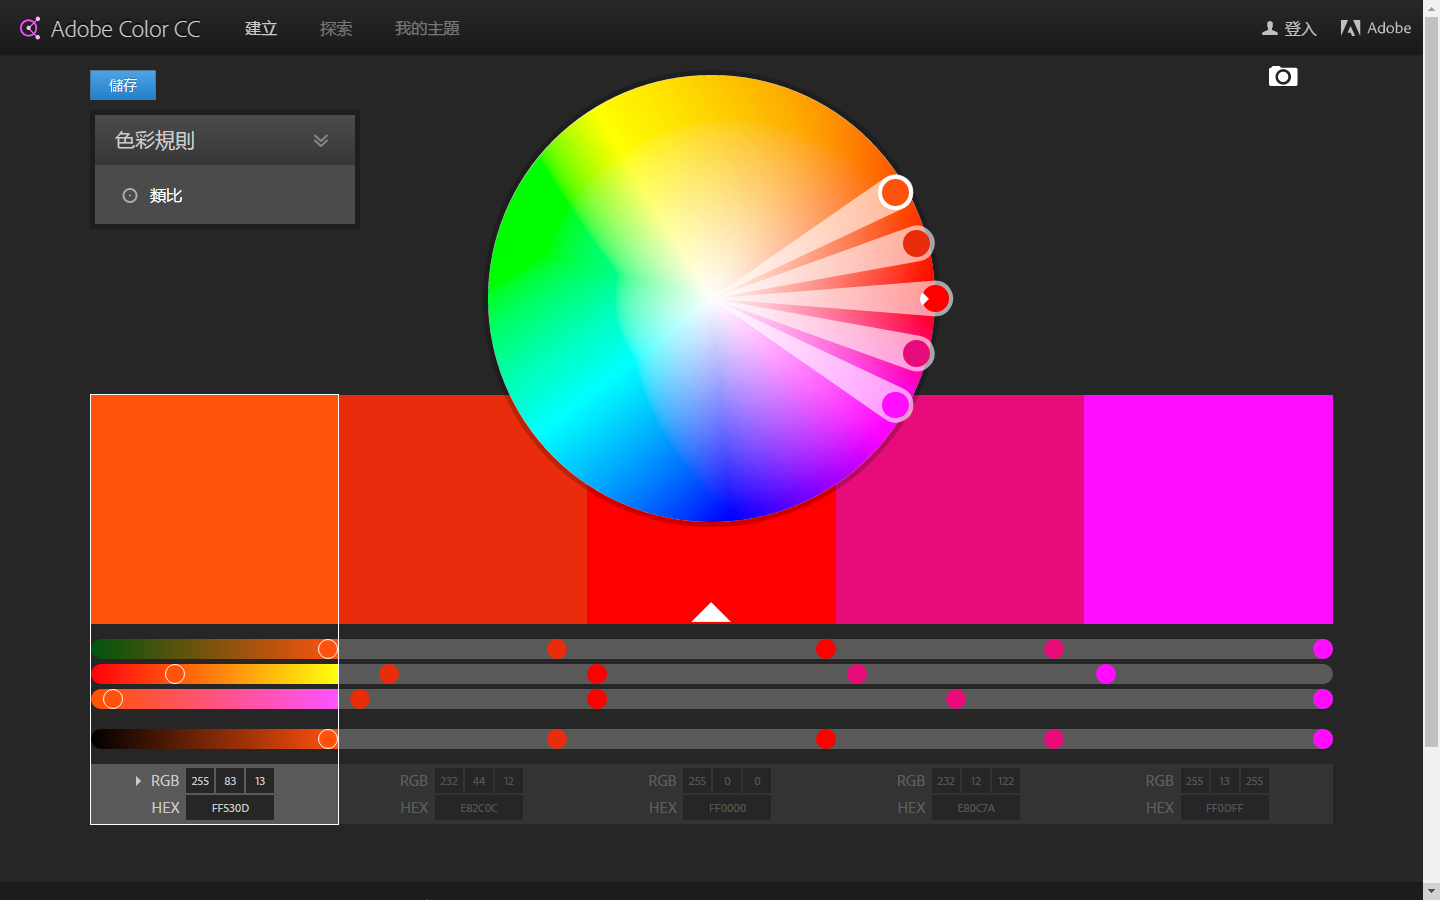 Adobe Color CC 建立 探索 我的主題 登入 Adobe
儲存
色彩規則
類比
RGB 255 83 13 RGB 232 44 12 RGB 255 0 0 RGB 232 12 122 RGB 255 13 255
HEX FF530D HEX E82C0C HEX FF0000 HEX E80C7A HEX FF0DFF